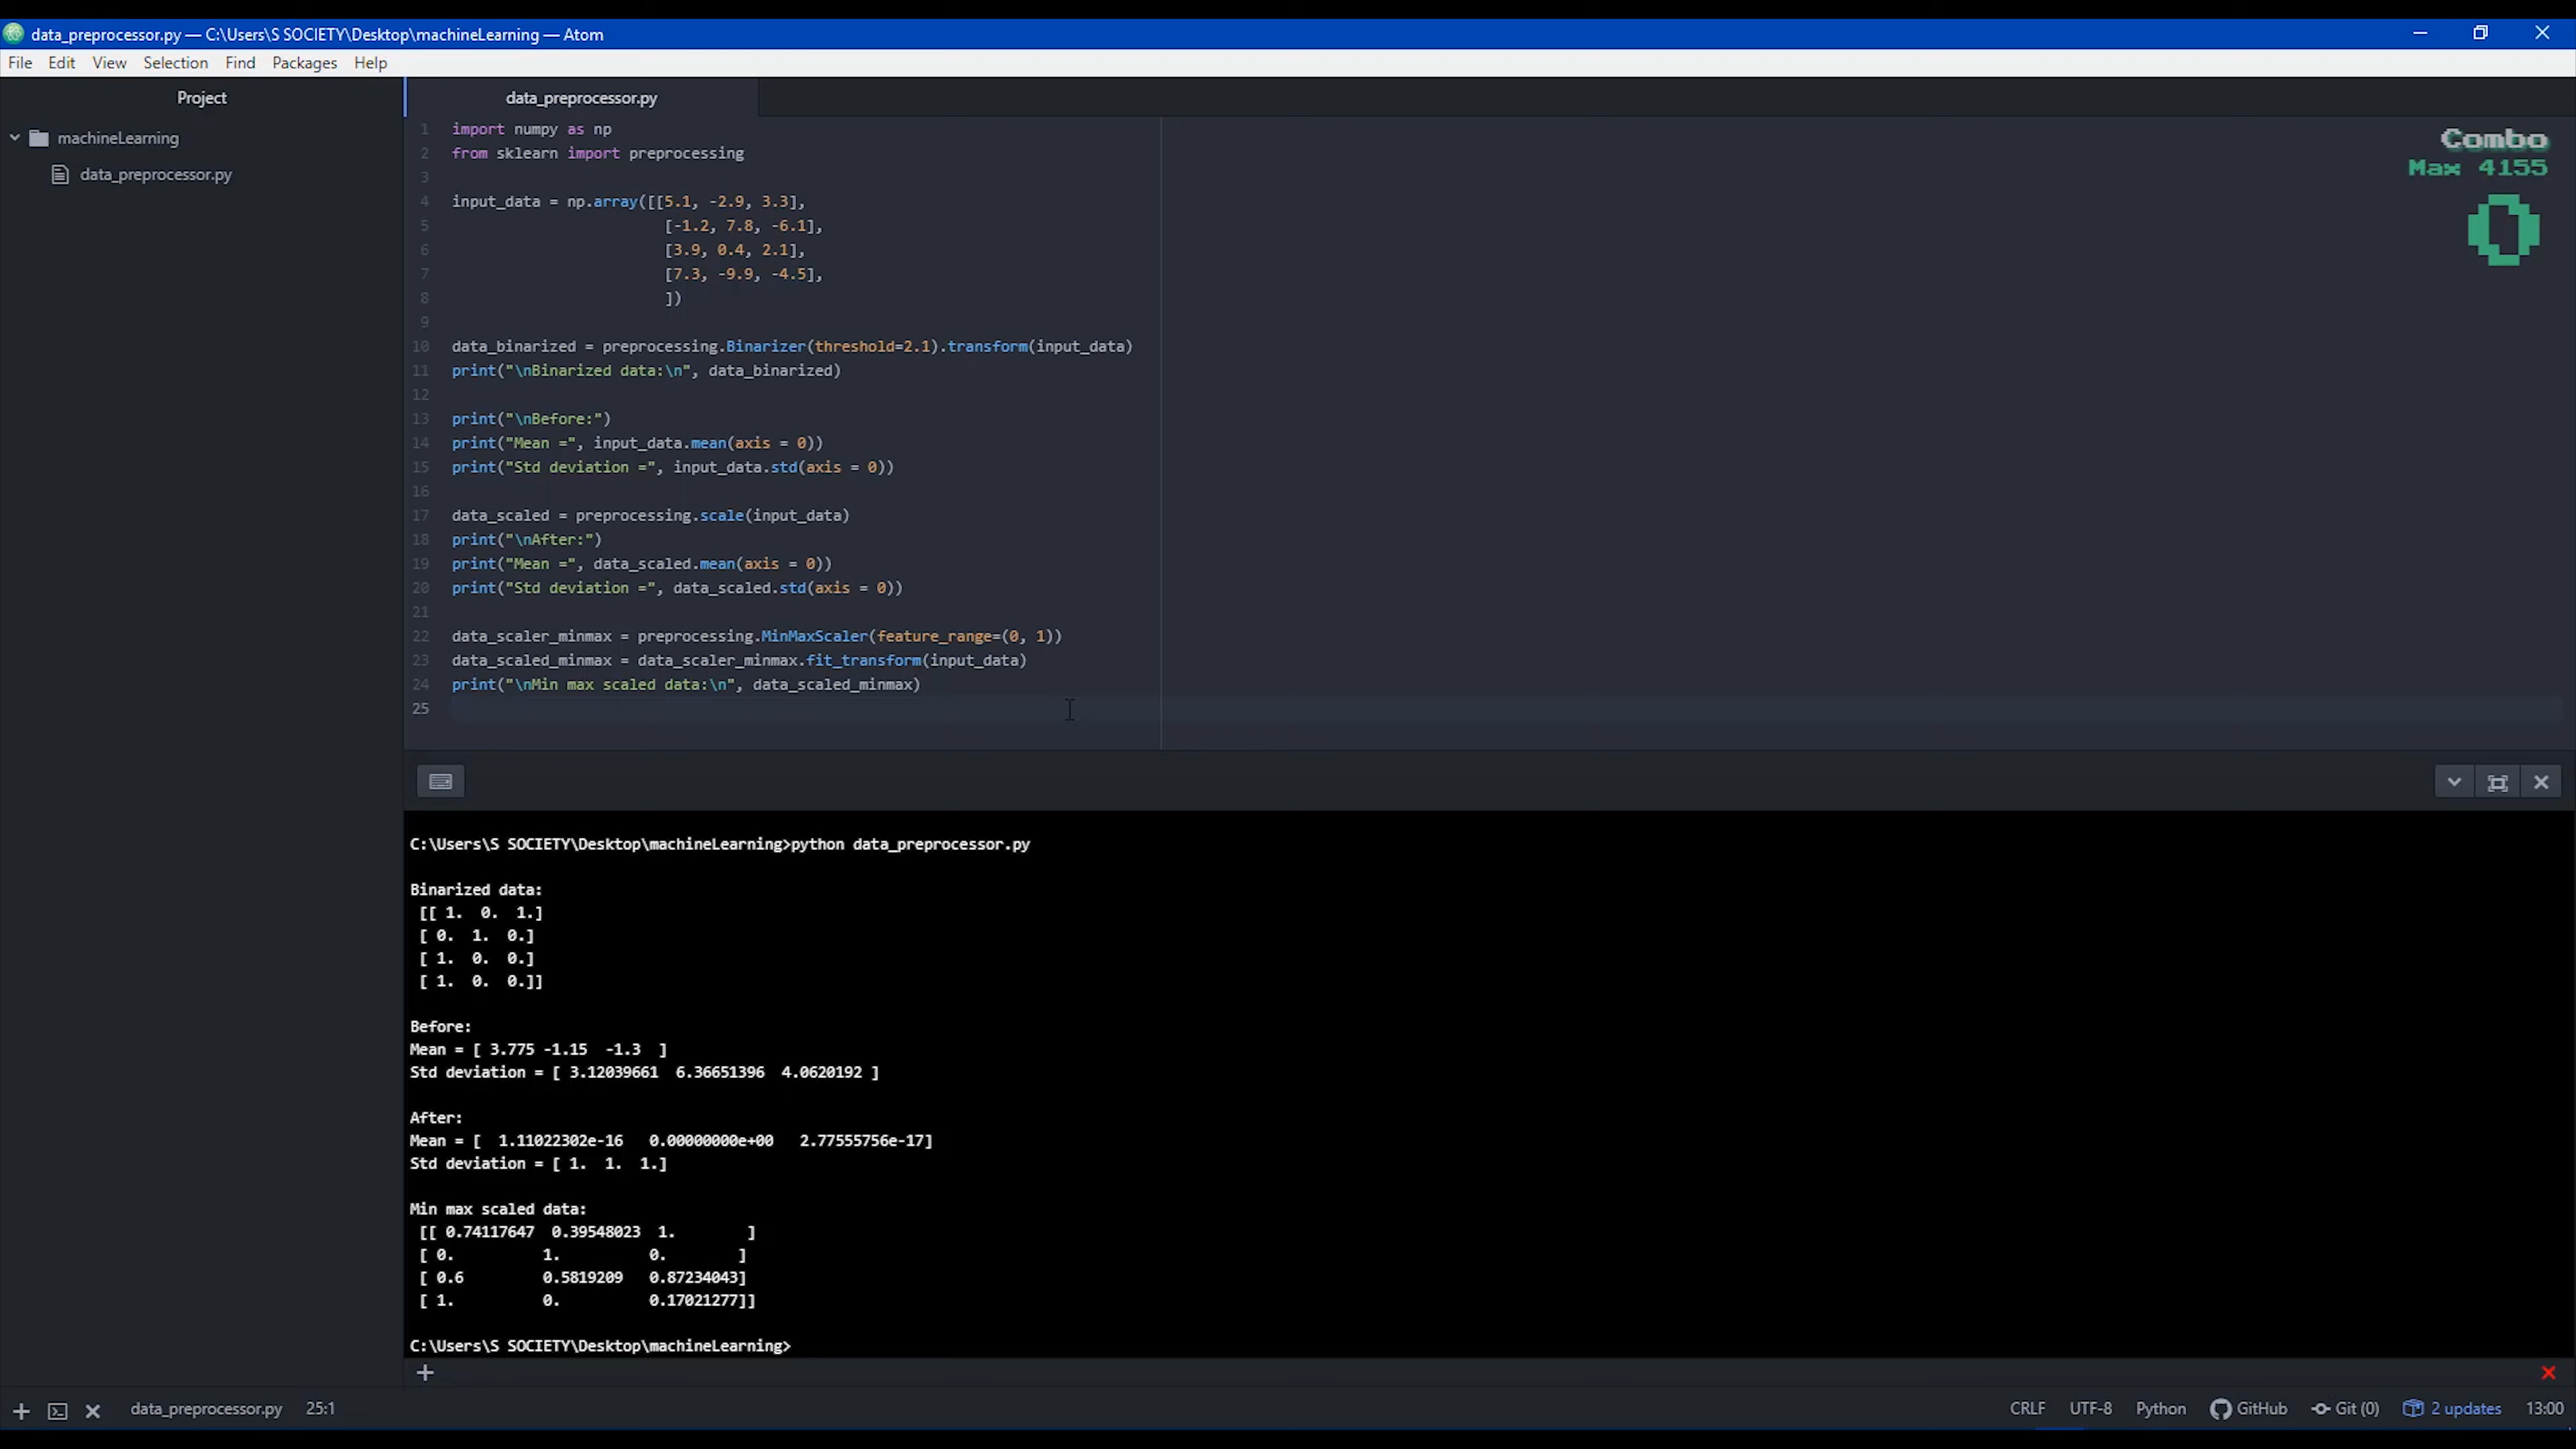 data_preprocessor.py — C:\Users\S SOCIETY\Desktop\machineLearning — Atom
File Edit View Selection Find Packages Help
Project
machineLearning
data_preprocessor.py
data_preprocessor.py
1 import numpy as np
2 from sklearn import preprocessing
3
4 input_data = np.array([[5.1, -2.9, 3.3],
5 [-1.2, 7.8, -6.1],
6 [3.9, 0.4, 2.1],
7 [7.3, -9.9, -4.5],
8 ])
9
10 data_binarized = preprocessing.Binarizer(threshold=2.1).transform(input_data)
11 print("\nBinarized data:\n", data_binarized)
12
13 print("\nBefore:")
14 print("Mean =", input_data.mean(axis = 0))
15 print("Std deviation =", input_data.std(axis = 0))
16
17 data_scaled = preprocessing.scale(input_data)
18 print("\nAfter:")
19 print("Mean =", data_scaled.mean(axis = 0))
20 print("Std deviation =", data_scaled.std(axis = 0))
21
22 data_scaler_minmax = preprocessing.MinMaxScaler(feature_range=(0, 1))
23 data_scaled_minmax = data_scaler_minmax.fit_transform(input_data)
24 print("\nMin max scaled data:\n", data_scaled_minmax)
25
Combo
Max 4155
0
C:\Users\S SOCIETY\Desktop\machineLearning>python data_preprocessor.py
Binarized data:
[[ 1. 0. 1.]
[ 0. 1. 0.]
[ 1. 0. 0.]
[ 1. 0. 0.]]
Before:
Mean = [ 3.775 -1.15 -1.3 ]
Std deviation = [ 3.12039661 6.36651396 4.0620192 ]
After:
Mean = [ 1.11022302e-16 0.00000000e+00 2.77555756e-17]
Std deviation = [ 1. 1. 1.]
Min max scaled data:
[[ 0.74117647 0.39548023 1. ]
[ 0. 1. 0. ]
[ 0.6 0.5819209 0.87234043]
[ 1. 0. 0.17021277]]
C:\Users\S SOCIETY\Desktop\machineLearning>
data_preprocessor.py 25:1 CRLF UTF-8 Python GitHub Git (0) 2 updates 13:00